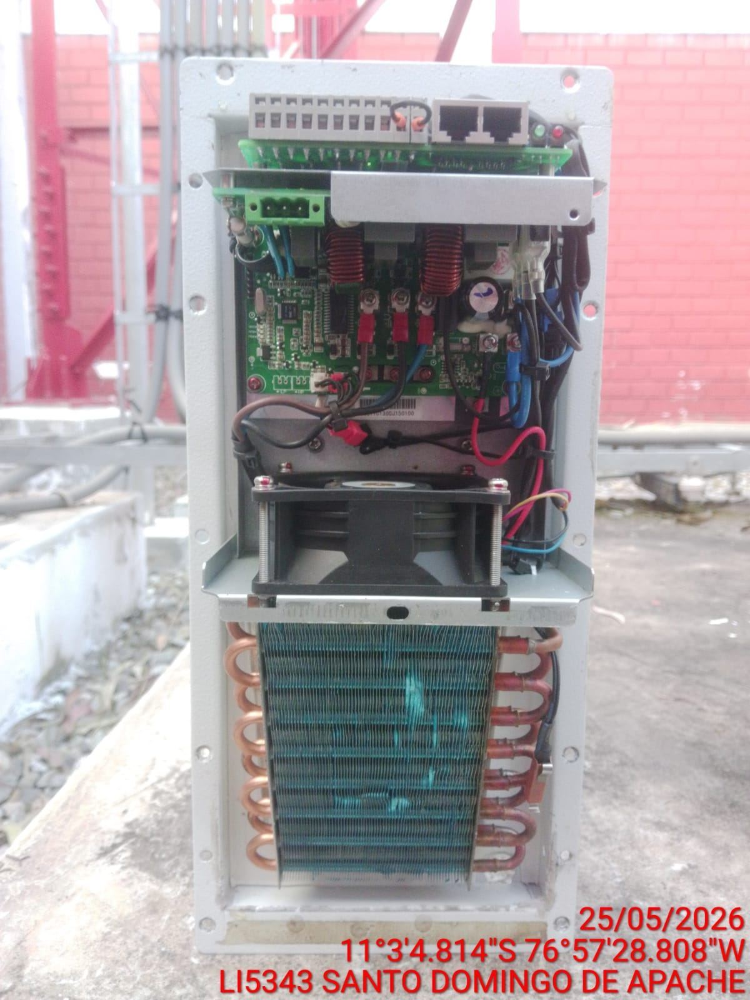 25/05/2026
11°3'4.814"S 76°57'28.808"W
LI5343 SANTO DOMINGO DE APACHE